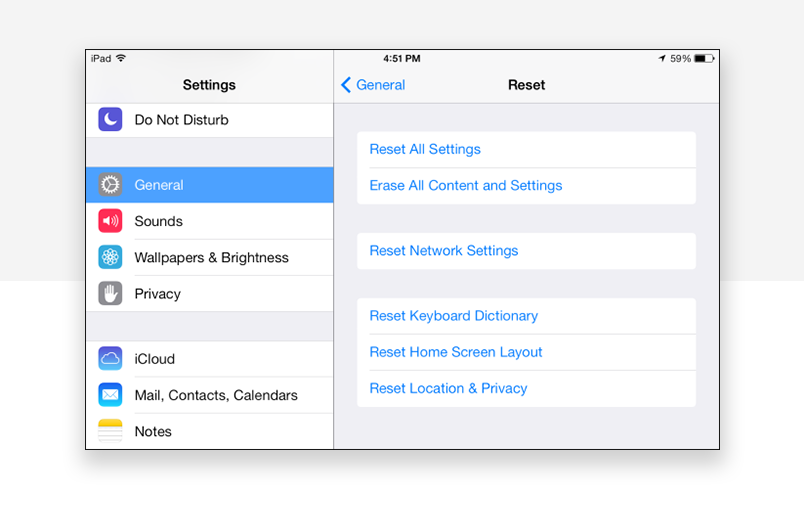 iPad
4:51 PM
59%
Settings
General
Reset
Do Not Disturb
General
Sounds
Wallpapers & Brightness
Privacy
iCloud
Mail, Contacts, Calendars
Notes
Reset All Settings
Erase All Content and Settings
Reset Network Settings
Reset Keyboard Dictionary
Reset Home Screen Layout
Reset Location & Privacy